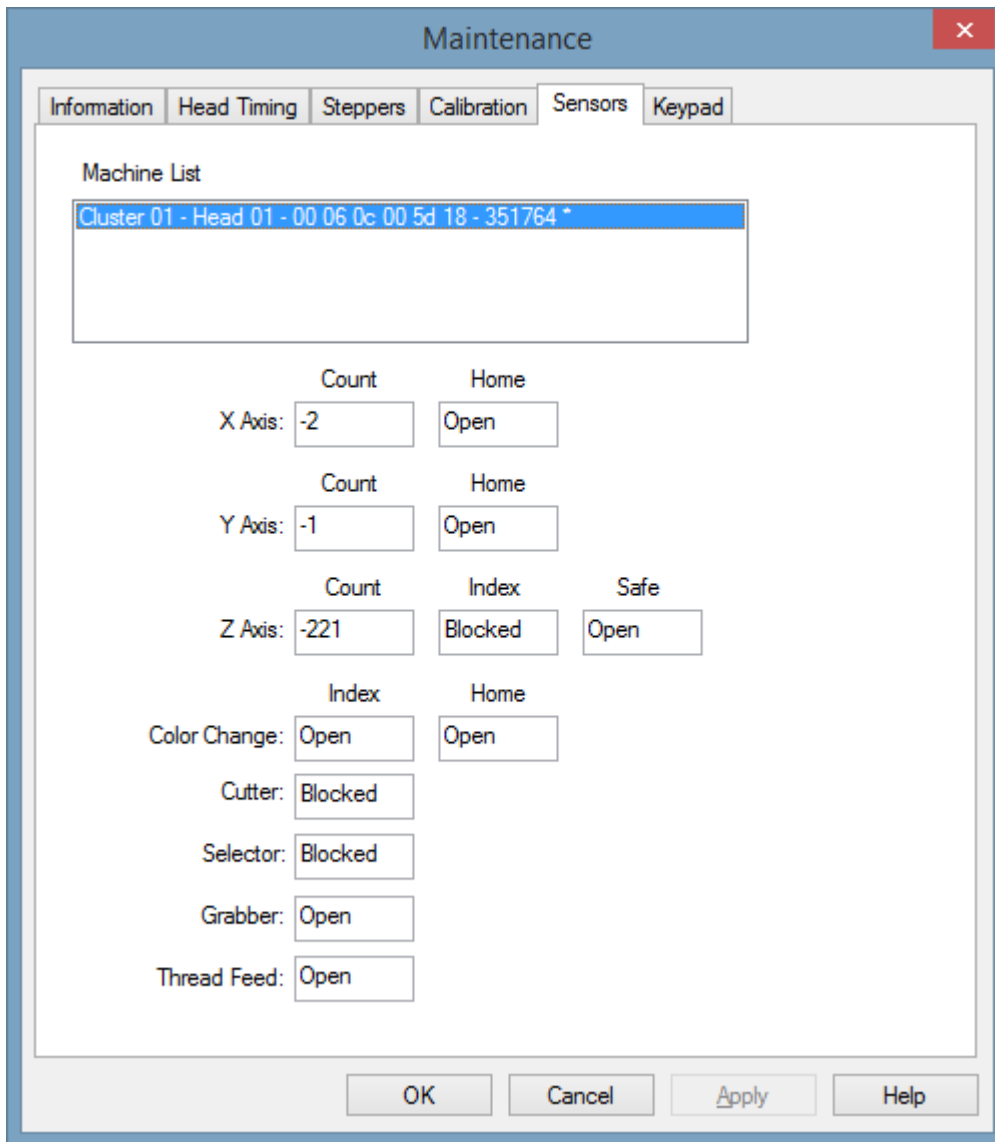 Maintenance
Information Head Timing Steppers Calibration Sensors Keypad
Machine List
Cluster 01 - Head 01 - 00 06 0c 00 5d 18 - 351764 *
Count Home
X Axis: -2 Open
Count Home
Y Axis: -1 Open
Count Index Safe
Z Axis: -221 Blocked Open
Index Home
Color Change: Open Open
Cutter: Blocked
Selector: Blocked
Grabber: Open
Thread Feed: Open
OK Cancel Apply Help